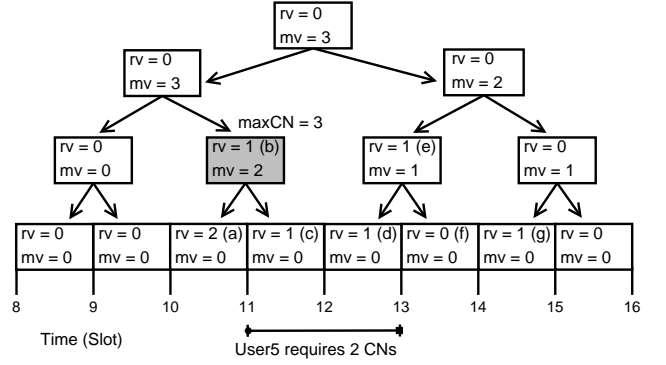 rv = 0
mv = 3
rv = 0
mv = 3
rv = 0
mv = 2
maxCN = 3
rv = 0
mv = 0
rv = 1 (b)
mv = 2
rv = 1 (e)
mv = 1
rv = 0
mv = 1
rv = 0
mv = 0
rv = 0
mv = 0
rv = 2 (a)
mv = 0
rv = 1 (c)
mv = 0
rv = 1 (d)
mv = 0
rv = 0 (f)
mv = 0
rv = 1 (g)
mv = 0
rv = 0
mv = 0
8 9 10 11 12 13 14 15 16
Time (Slot)
User5 requires 2 CNs